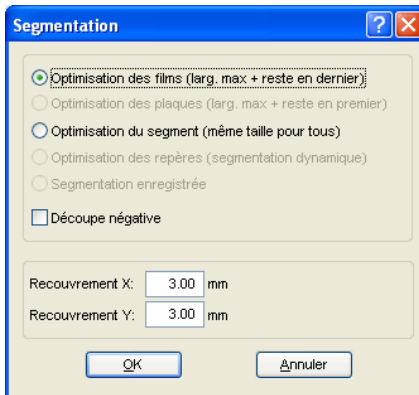 Segmentation
Optimisation des films (larg. max + reste en dernier)
Optimisation des plaques (larg. max + reste en premier)
Optimisation du segment (même taille pour tous)
Optimisation des repères (segmentation dynamique)
Segmentation enregistrée
Découpe négative
Recouvrement X: 3.00 mm
Recouvrement Y: 3.00 mm
OK Annuler